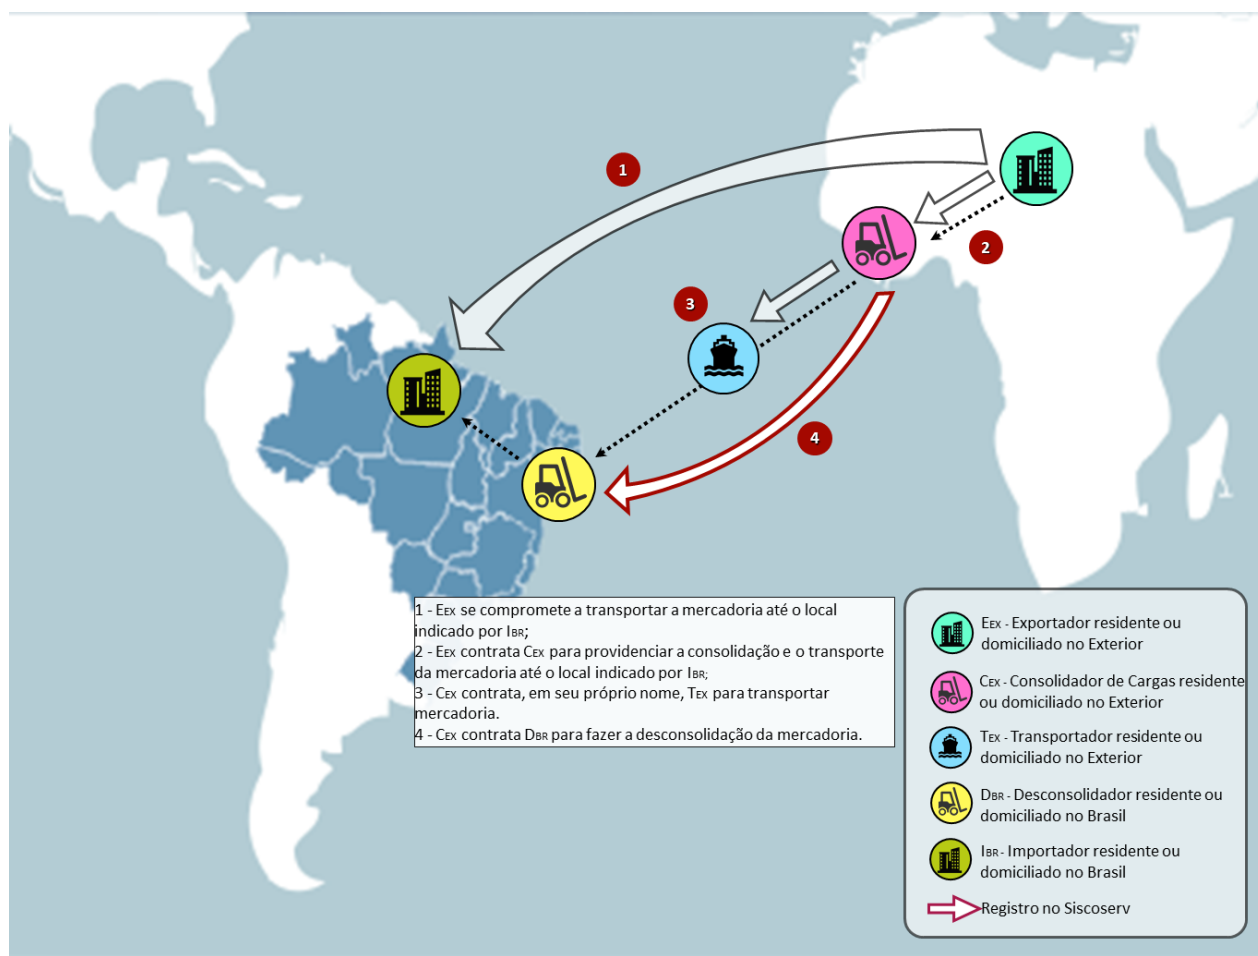 1
2
3
4
1 - EEX se compromete a transportar a mercadoria até o local
indicado por IBR;
2 - EEX contrata CEX para providenciar a consolidação e o transporte
da mercadoria até o local indicado por IBR;
3 - CEX contrata, em seu próprio nome, TEX para transportar
mercadoria.
4 - CEX contrata DBR para fazer a desconsolidação da mercadoria.
EEX - Exportador residente ou
domiciliado no Exterior
CEX - Consolidador de Cargas residente
ou domiciliado no Exterior
TEX - Transportador residente ou
domiciliado no Exterior
DBR - Desconsolidador residente ou
domiciliado no Brasil
IBR - Importador residente ou
domiciliado no Brasil
Registro no Siscoserv